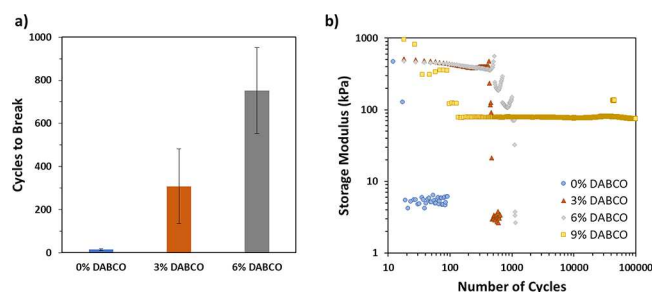 a)
1000
800
600
400
200
0
Cycles to Break
0% DABCO
3% DABCO
6% DABCO
b)
1000
100
10
1
Storage Modulus (kPa)
0% DABCO
3% DABCO
6% DABCO
9% DABCO
10
100
1000
10000
100000
Number of Cycles